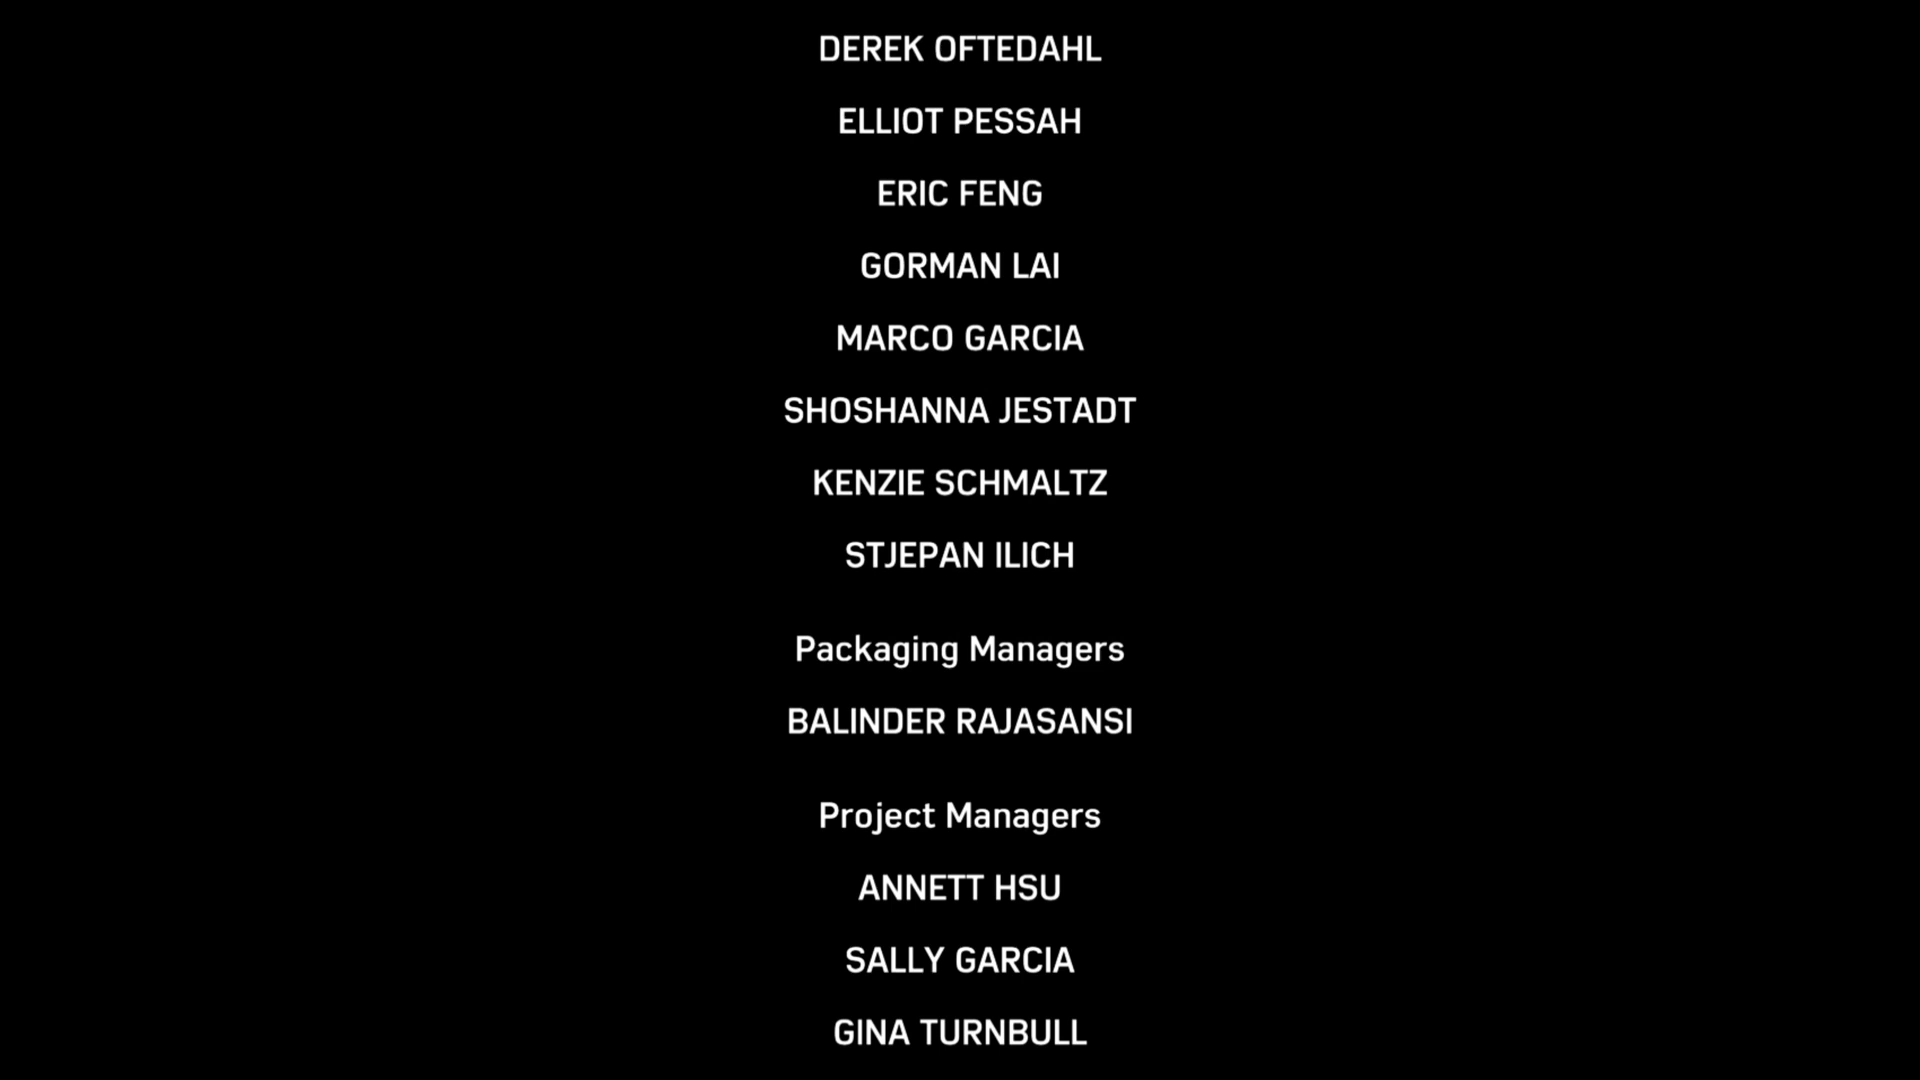 DEREK OFTEDAHL
ELLIOT PESSAH
ERIC FENG
GORMAN LAI
MARCO GARCIA
SHOSHANNA JESTADT
KENZIE SCHMALTZ
STJEPAN ILICH
Packaging Managers
BALINDER RAJASANSI
Project Managers
ANNETT HSU
SALLY GARCIA
GINA TURNBULL